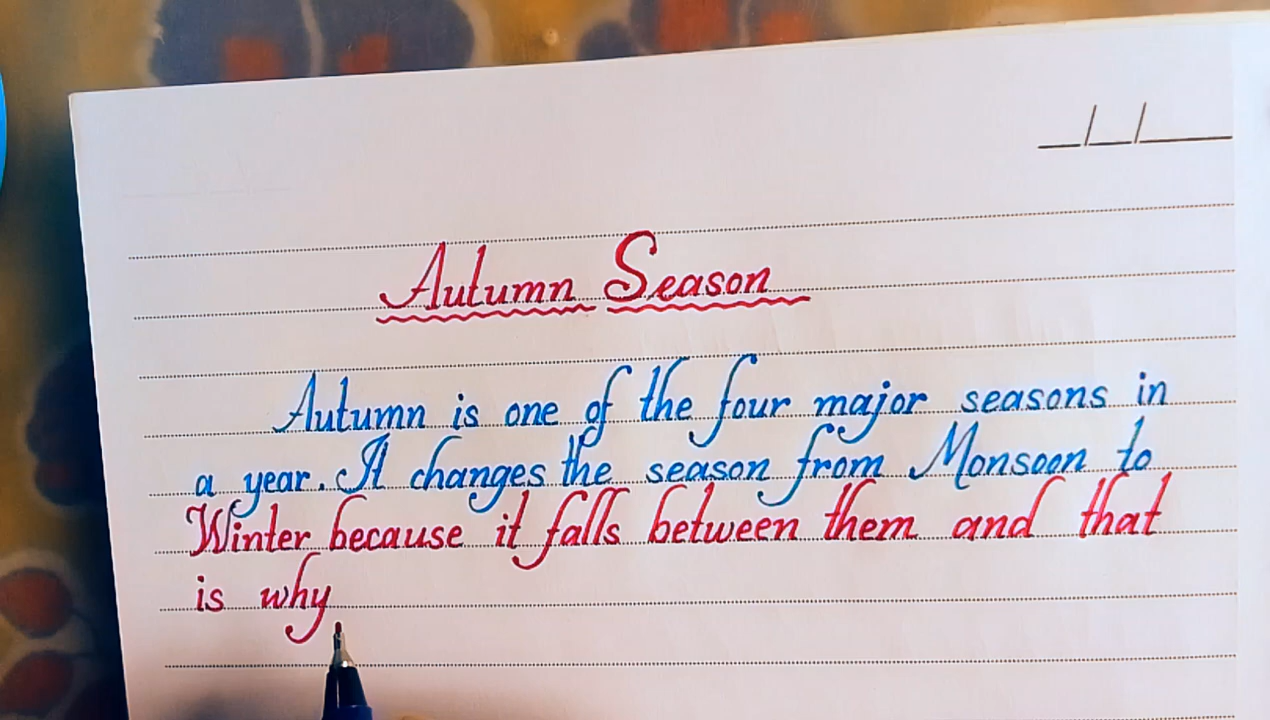 Autumn Season
Autumn is one of the four major seasons in
a year. It changes the season from Monsoon to
Winter because it falls between them and that
is why